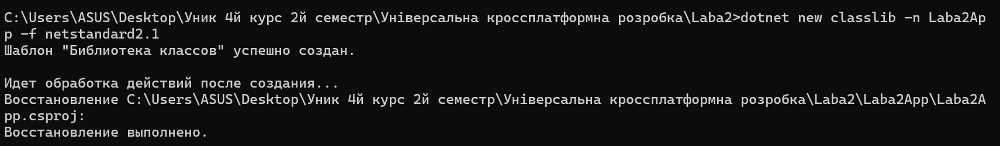 C:\Users\ASUS\Desktop\Уник 4й курс 2й семестр\Універсальна кроссплатформна розробка\Laba2>dotnet new classlib -n Laba2Ap
p -f netstandard2.1
Шаблон "Библиотека классов" успешно создан.
Идет обработка действий после создания...
Восстановление C:\Users\ASUS\Desktop\Уник 4й курс 2й семестр\Універсальна кроссплатформна розробка\Laba2\Laba2App\Laba2A
pp.csproj:
Восстановление выполнено.